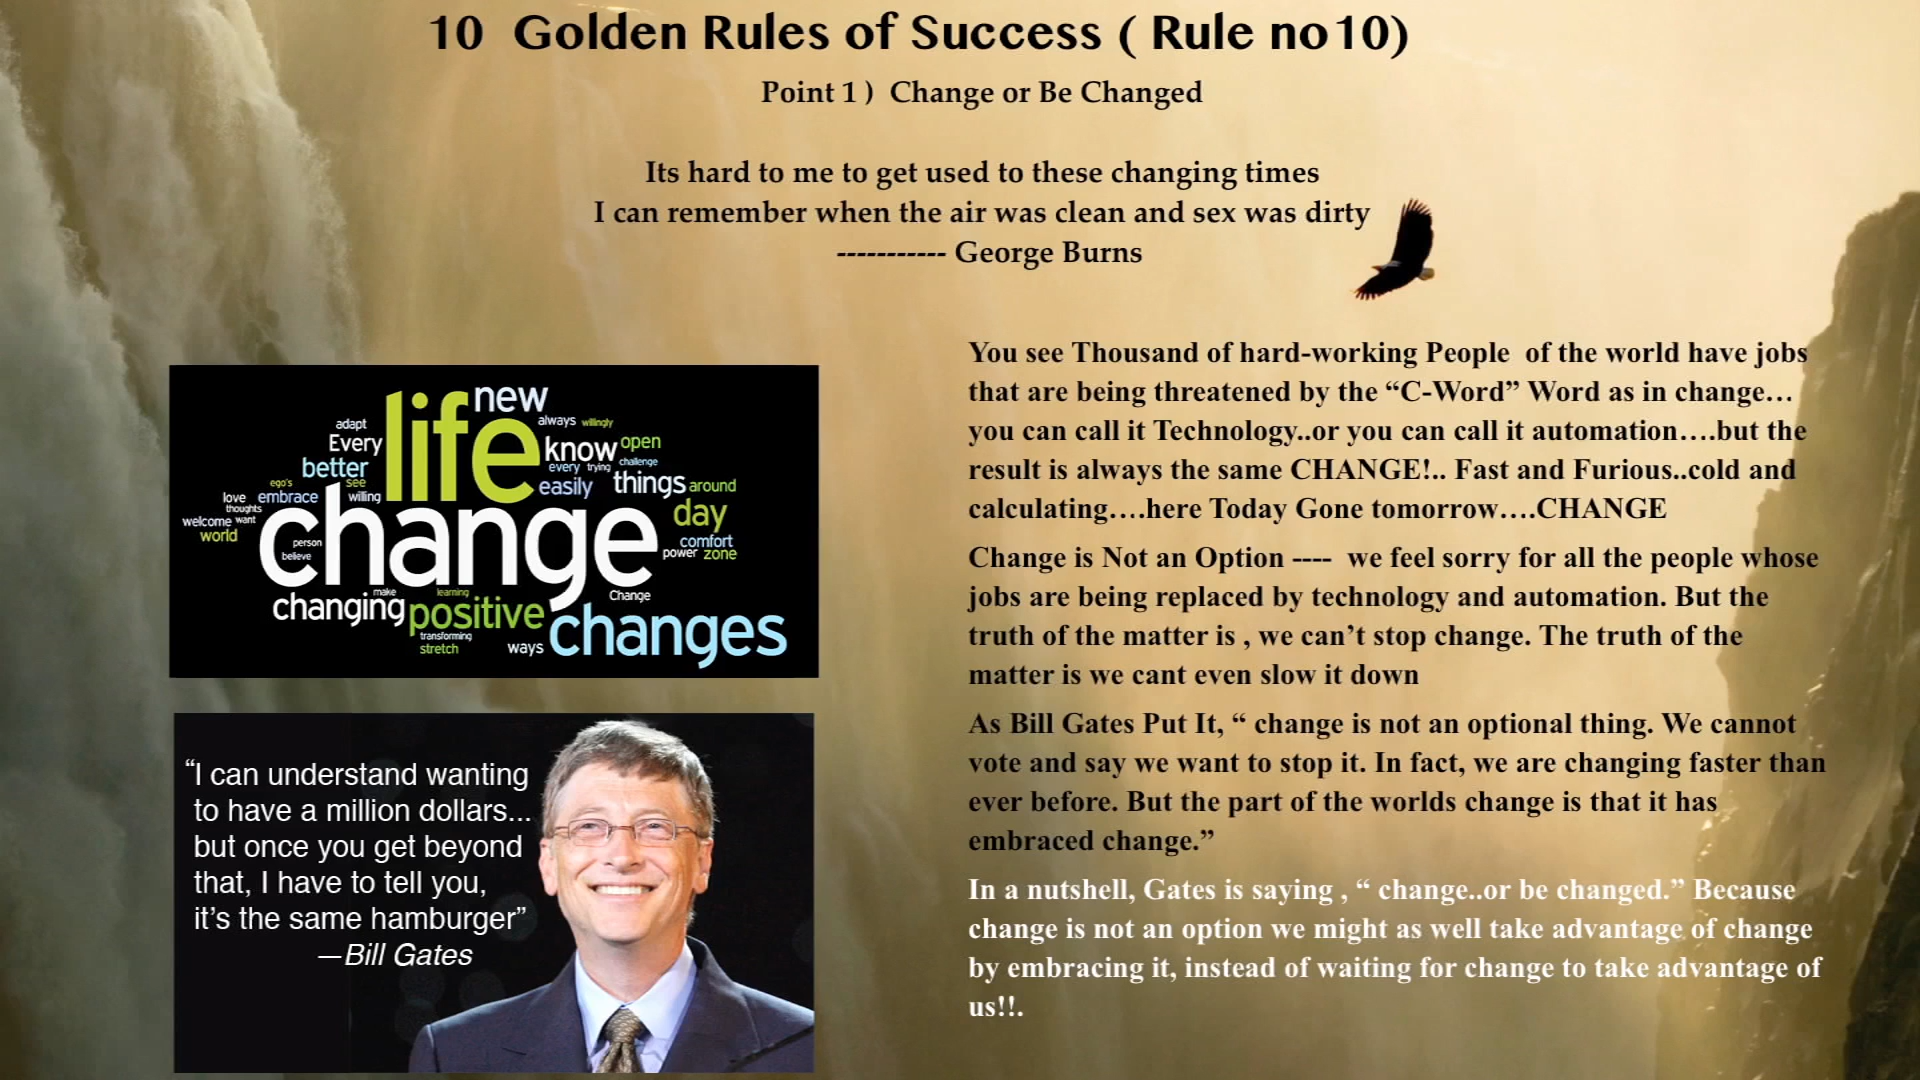 10 Golden Rules of Success ( Rule no10)
Point 1 ) Change or Be Changed
Its hard to me to get used to these changing times
I can remember when the air was clean and sex was dirty
----------- George Burns
new
life
adapt
always willingly
Every
know open
better
every trying challenge
ego's see
easily things around
love embrace willing
thoughts
day
welcome want
change
world
person
comfort
believe
power zone
make learning
Change
changing positive changes
transforming
stretch
ways
“I can understand wanting
to have a million dollars...
but once you get beyond
that, I have to tell you,
it’s the same hamburger”
—Bill Gates
You see Thousand of hard-working People of the world have jobs
that are being threatened by the “C-Word” Word as in change…
you can call it Technology..or you can call it automation….but the
result is always the same CHANGE!.. Fast and Furious..cold and
calculating….here Today Gone tomorrow….CHANGE
Change is Not an Option ---- we feel sorry for all the people whose
jobs are being replaced by technology and automation. But the
truth of the matter is , we can’t stop change. The truth of the
matter is we cant even slow it down
As Bill Gates Put It, “ change is not an optional thing. We cannot
vote and say we want to stop it. In fact, we are changing faster than
ever before. But the part of the worlds change is that it has
embraced change.”
In a nutshell, Gates is saying , “ change..or be changed.” Because
change is not an option we might as well take advantage of change
by embracing it, instead of waiting for change to take advantage of
us!!.